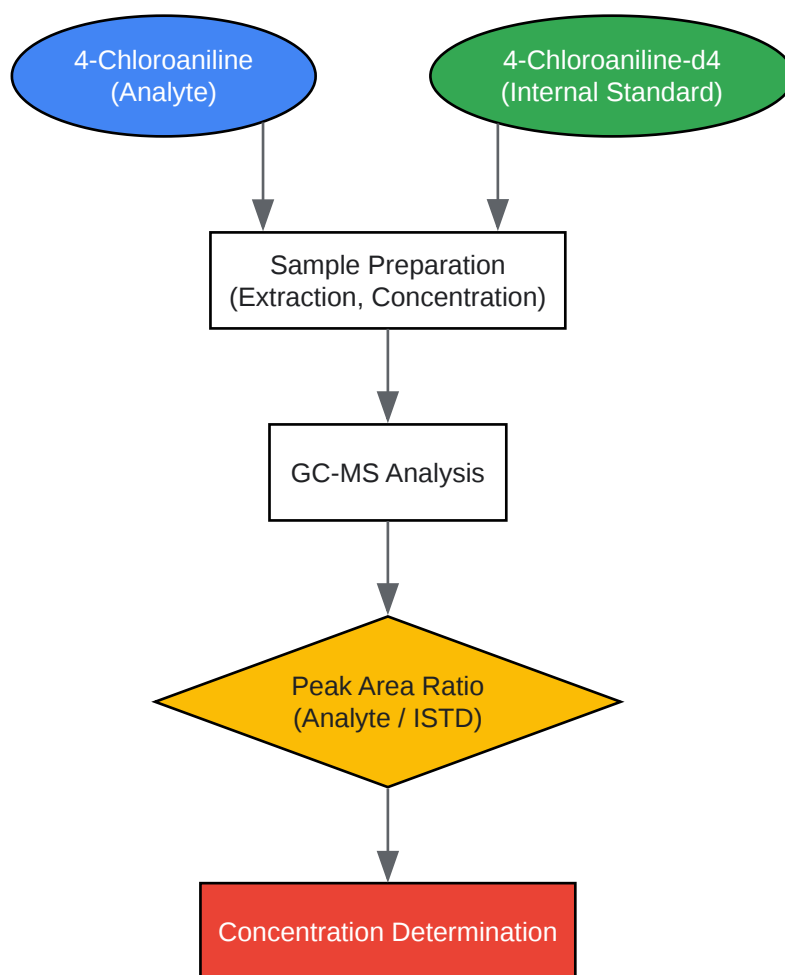 4-Chloroaniline
(Analyte)
4-Chloroaniline-d4
(Internal Standard)
Sample Preparation
(Extraction, Concentration)
GC-MS Analysis
Peak Area Ratio
(Analyte / ISTD)
Concentration Determination